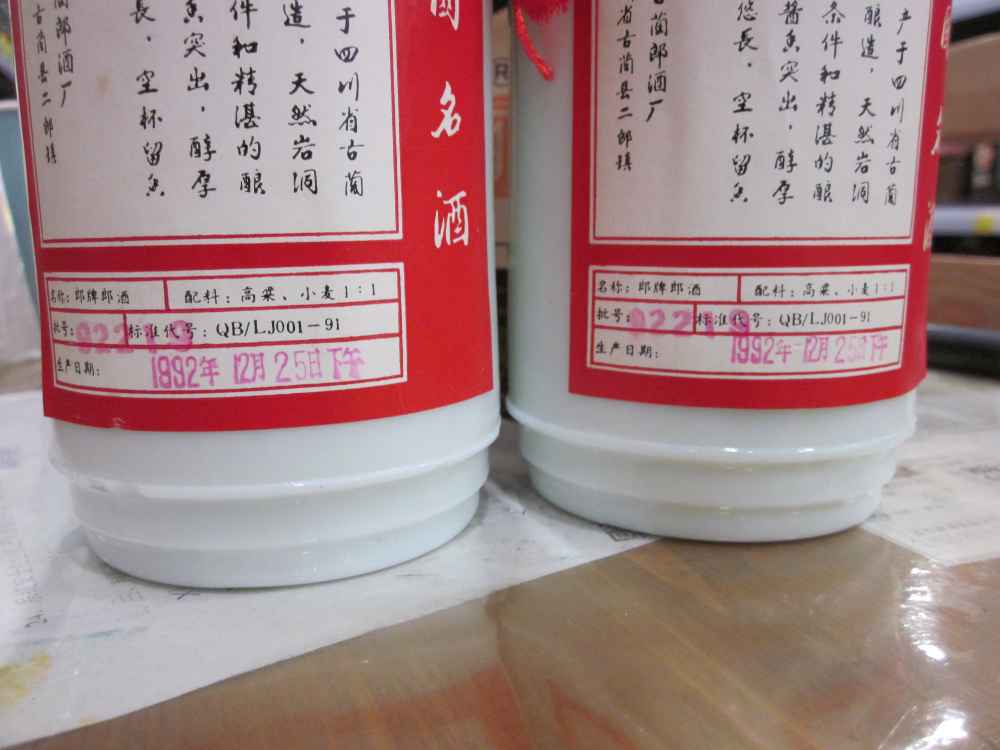 名酒
于四川省古蔺
造，天然岩洞
件和精湛的酿
香突出，醇厚
長，空杯留香
蔺郎酒厂
古蔺县二郎镇
名称：郎牌郎酒
配料：高粱、小麦1：1
批号：
标准代号：QB/LJ001-91
生产日期：
1992年 12月 25日下午
酒
产于四川省古蔺
酿造，天然岩洞
条件和精湛的酿
醬香突出，醇厚
悠長，空杯留香
古蔺郎酒厂
省古蔺县二郎镇
名称：郎牌郎酒
配料：高粱、小麦1：1
批号：
标准代号：QB/LJ001-91
生产日期：
1992年 12月 25日下午